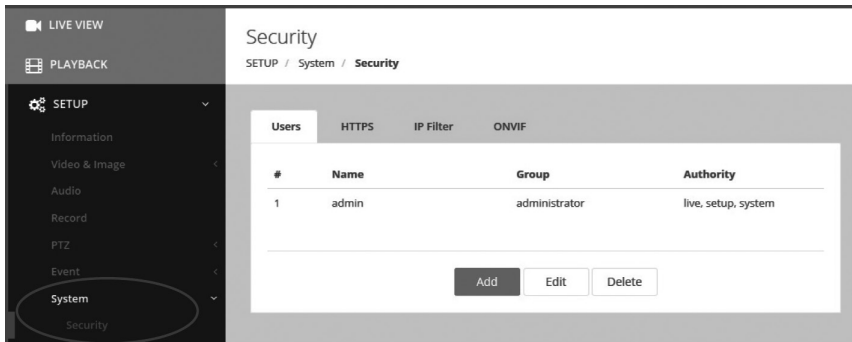 LIVE VIEW
PLAYBACK
SETUP
Information
Video & Image
Audio
Record
PTZ
Event
System
Security
Security
SETUP / System / Security
Users HTTPS IP Filter ONVIF
# Name Group Authority
1 admin administrator live, setup, system
Add Edit Delete